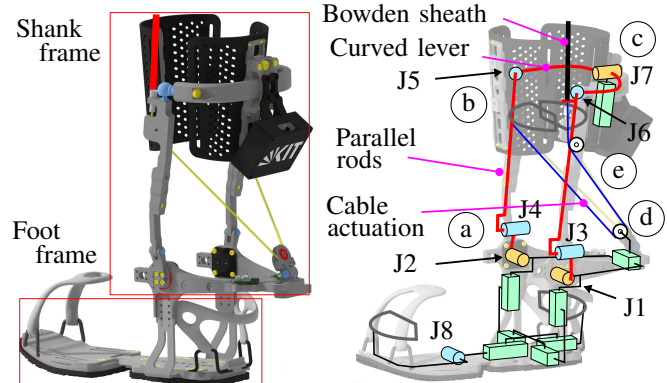 Shank
frame
Foot
frame
KIT
Bowden sheath
Curved lever
c
J5
J7
b
J6
Parallel
rods
e
Cable
actuation
a
J4
d
J3
J2
J1
J8